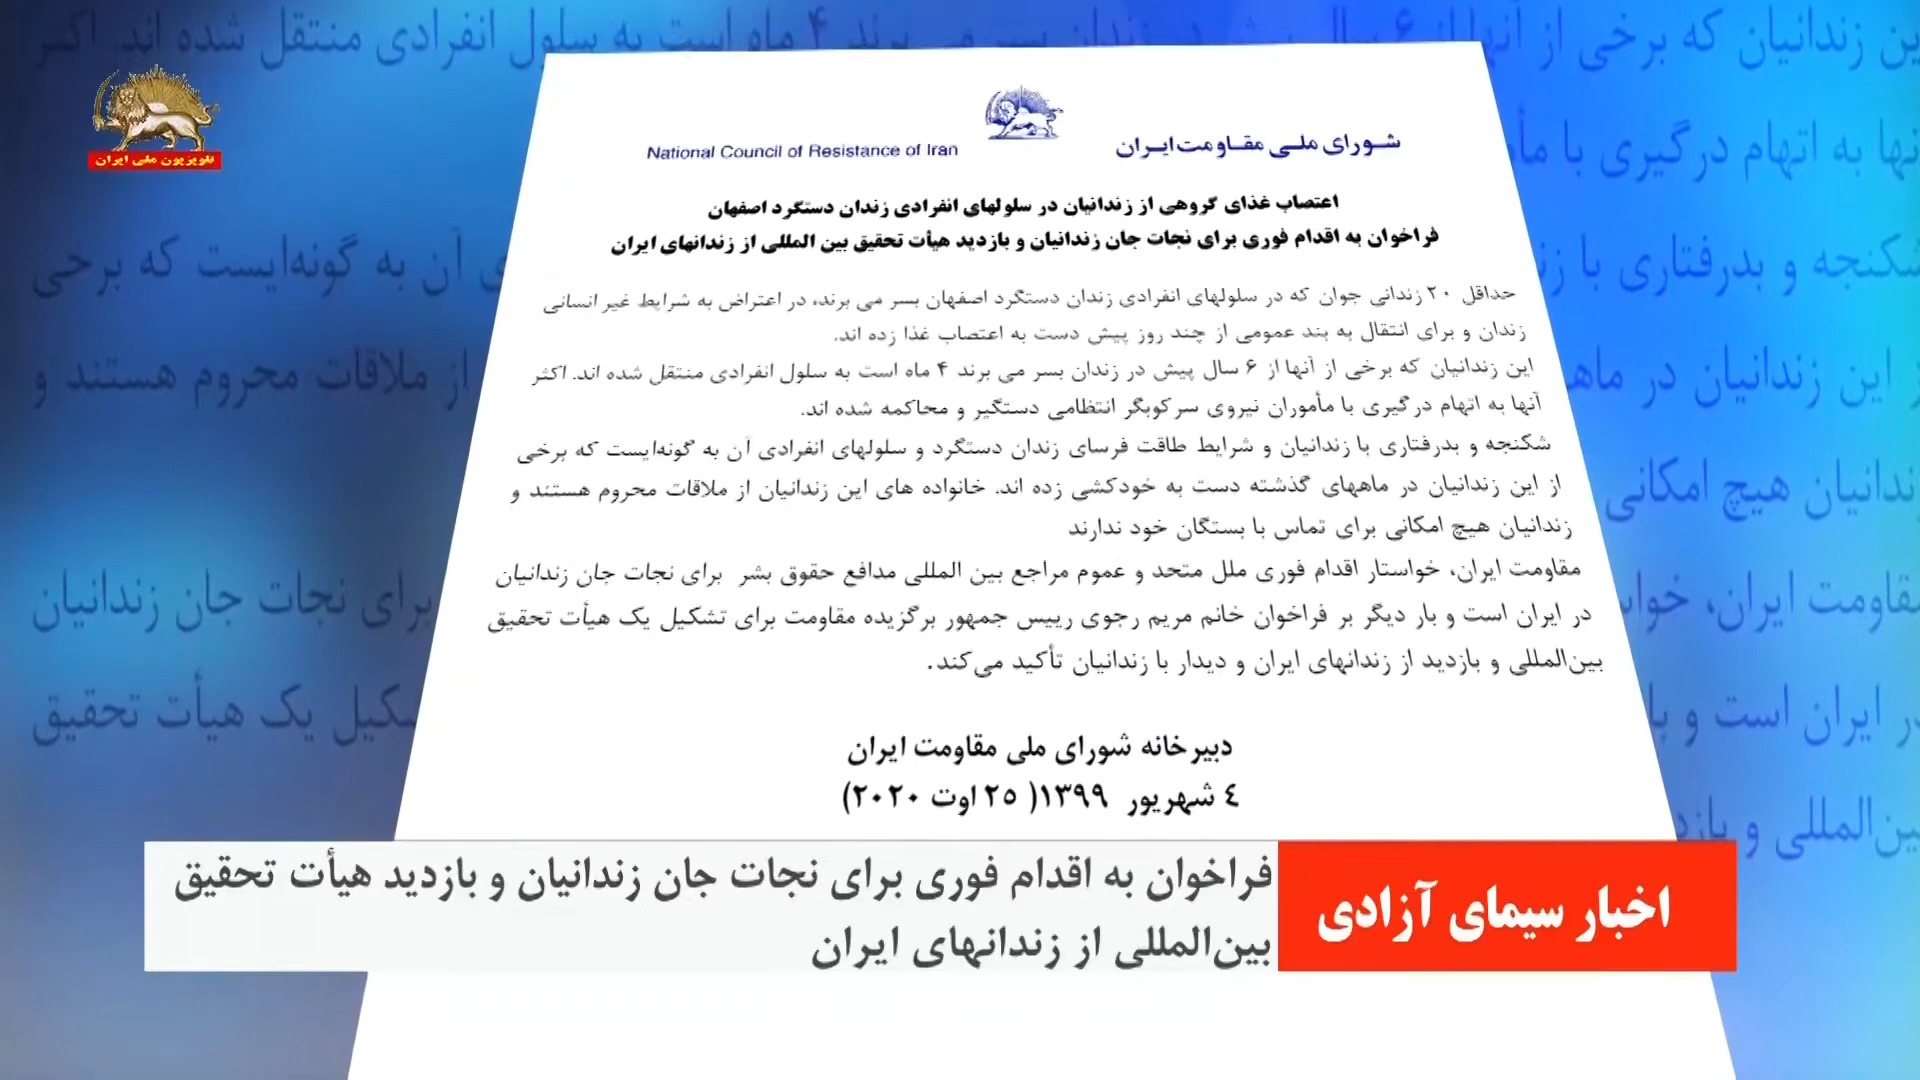 تلویزیون ملی ایران
National Council of Resistance of Iran
شورای ملی مقاومت ایران
اعتصاب غذای گروهی از زندانیان در سلولهای انفرادی زندان دستگرد اصفهان
فراخوان به اقدام فوری برای نجات جان زندانیان و بازدید هیأت تحقیق بین المللی از زندانهای ایران
حداقل ۲۰ زندانی جوان که در سلولهای انفرادی زندان دستگرد اصفهان بسر می برند، در اعتراض به شرایط غیر انسانی
زندان و برای انتقال به بند عمومی از چند روز پیش دست به اعتصاب غذا زده اند.
این زندانیان که برخی از آنها از ۶ سال پیش در زندان بسر می برند ۴ ماه است به سلول انفرادی منتقل شده اند. اکثر
آنها به اتهام درگیری با مأموران نیروی سرکوبگر انتظامی دستگیر و محاکمه شده اند.
شکنجه و بدرفتاری با زندانیان و شرایط طاقت فرسای زندان دستگرد و سلولهای انفرادی آن به گونه‌ایست که برخی
از این زندانیان در ماههای گذشته دست به خودکشی زده اند. خانواده های این زندانیان از ملاقات محروم هستند و
زندانیان هیچ امکانی برای تماس با بستگان خود ندارند
مقاومت ایران، خواستار اقدام فوری ملل متحد و عموم مراجع بین المللی مدافع حقوق بشر برای نجات جان زندانیان
در ایران است و بار دیگر بر فراخوان خانم مریم رجوی رییس جمهور برگزیده مقاومت برای تشکیل یک هیأت تحقیق
بین‌المللی و بازدید از زندانهای ایران و دیدار با زندانیان تأکید می‌کند.
دبیرخانه شورای ملی مقاومت ایران
٤ شهریور ۱۳۹۹( ۲۵ اوت ۲۰۲۰)
اخبار سیمای آزادی
فراخوان به اقدام فوری برای نجات جان زندانیان و بازدید هیأت تحقیق
بین‌المللی از زندانهای ایران